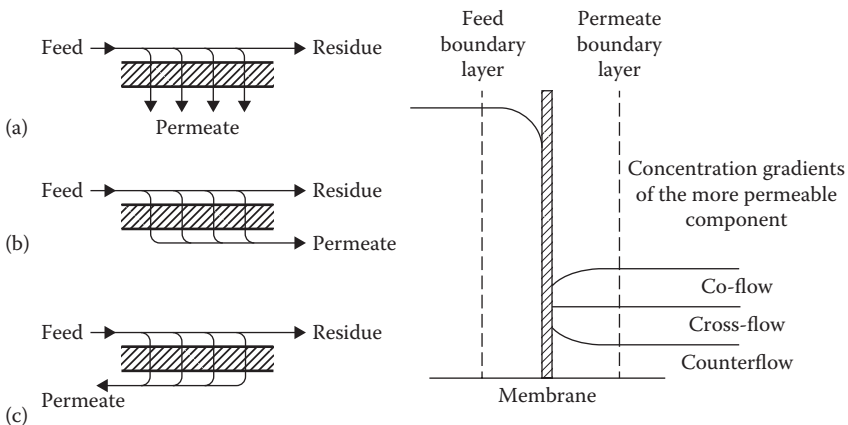 Feed
Residue
Permeate
(a)
Feed
Residue
Permeate
(b)
Feed
Residue
Permeate
(c)
Feed
boundary
layer
Permeate
boundary
layer
Concentration gradients
of the more permeable
component
Co-flow
Cross-flow
Counterflow
Membrane